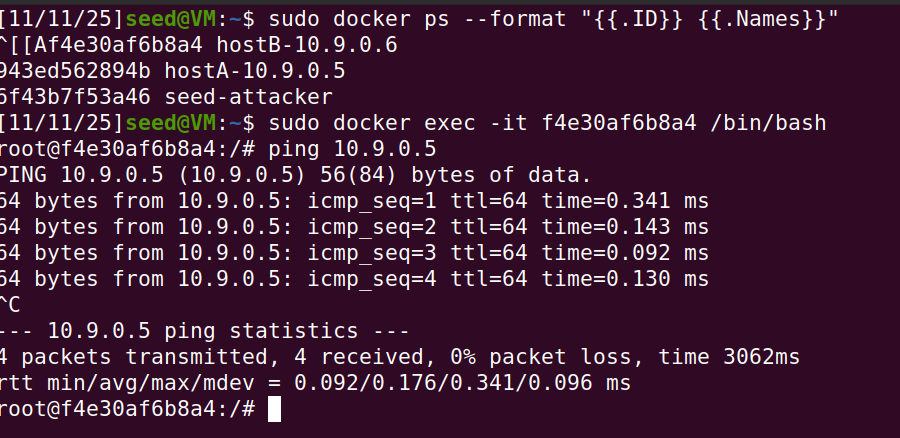 [11/11/25]seed@VM:~$ sudo docker ps --format "{{.ID}} {{.Names}}"
^[[Af4e30af6b8a4 hostB-10.9.0.6
943ed562894b hostA-10.9.0.5
6f43b7f53a46 seed-attacker
[11/11/25]seed@VM:~$ sudo docker exec -it f4e30af6b8a4 /bin/bash
root@f4e30af6b8a4:/# ping 10.9.0.5
PING 10.9.0.5 (10.9.0.5) 56(84) bytes of data.
64 bytes from 10.9.0.5: icmp_seq=1 ttl=64 time=0.341 ms
64 bytes from 10.9.0.5: icmp_seq=2 ttl=64 time=0.143 ms
64 bytes from 10.9.0.5: icmp_seq=3 ttl=64 time=0.092 ms
64 bytes from 10.9.0.5: icmp_seq=4 ttl=64 time=0.130 ms
^C
--- 10.9.0.5 ping statistics ---
4 packets transmitted, 4 received, 0% packet loss, time 3062ms
rtt min/avg/max/mdev = 0.092/0.176/0.341/0.096 ms
root@f4e30af6b8a4:/#